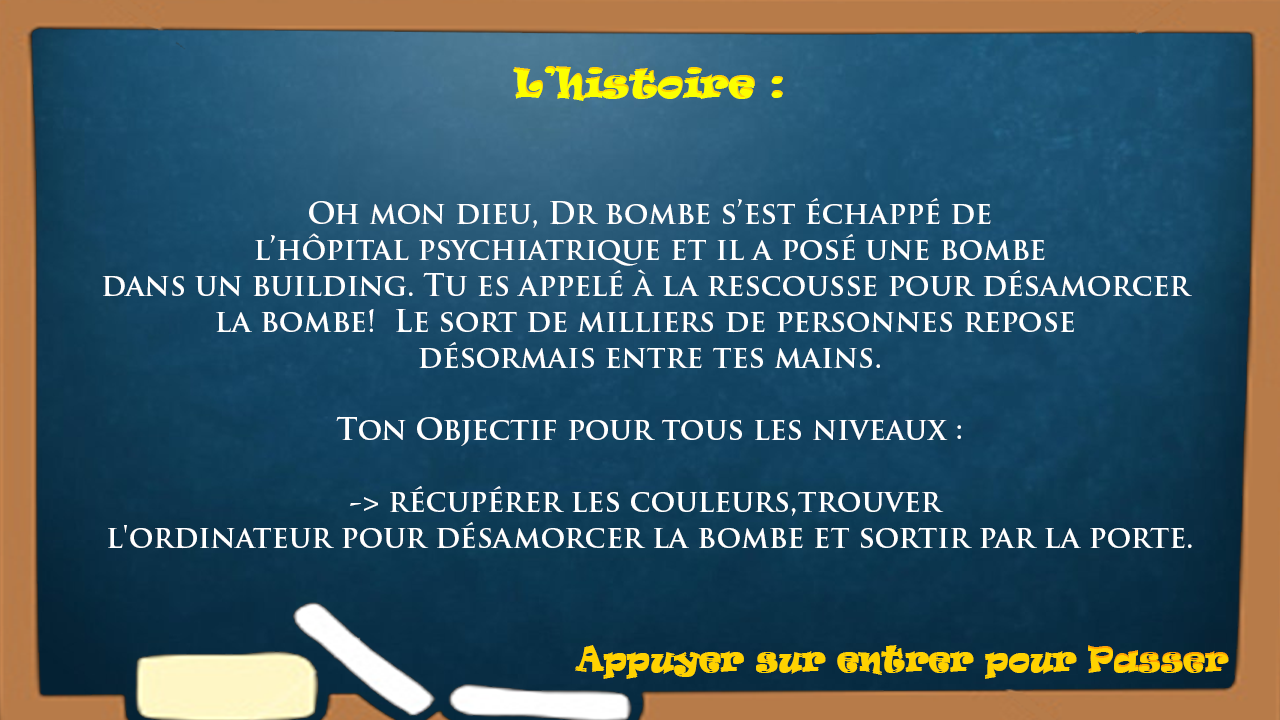 L'histoire :
Oh mon dieu, Dr bombe s’est échappé de
l’hôpital psychiatrique et il a posé une bombe
dans un building. Tu es appelé à la rescousse pour désamorcer
la bombe!  Le sort de milliers de personnes repose
désormais entre tes mains.
Ton Objectif pour tous les niveaux :
-> récupérer les couleurs,trouver
l'ordinateur pour désamorcer la bombe et sortir par la porte.
Appuyer sur entrer pour Passer